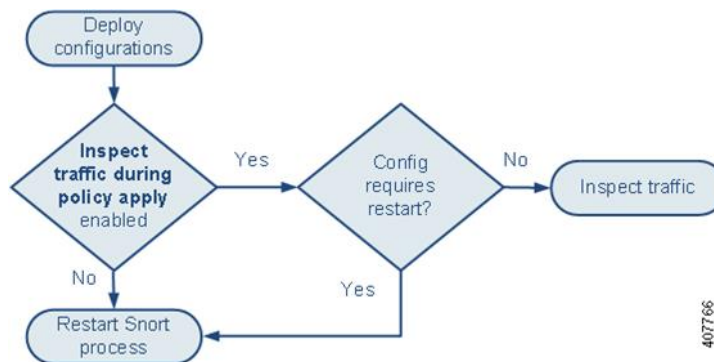 Deploy
configurations
Inspect
traffic during
policy apply
enabled
Yes
Config
requires
restart?
No
Inspect traffic
No
Yes
Restart Snort
process
407766